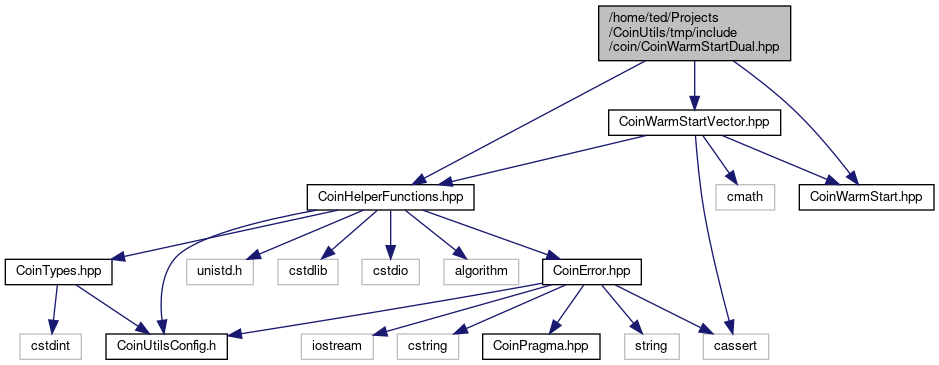 /home/ted/Projects
/CoinUtils/tmp/include
/coin/CoinWarmStartDual.hpp
CoinWarmStartVector.hpp
CoinHelperFunctions.hpp
cmath
CoinWarmStart.hpp
CoinTypes.hpp
unistd.h
cstdlib
cstdio
algorithm
CoinError.hpp
cstdint
CoinUtilsConfig.h
iostream
cstring
CoinPragma.hpp
string
cassert